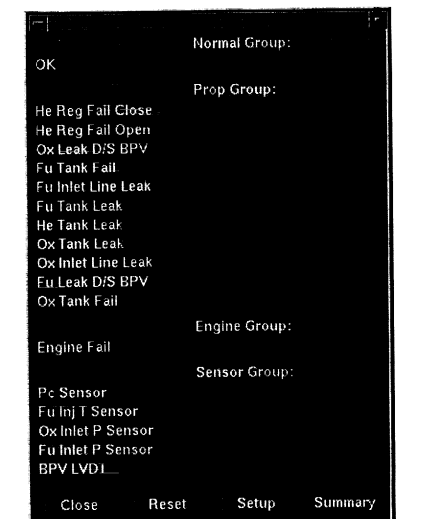 Normal Group:
OK
Prop Group:
He Reg Fail Close
He Reg Fail Open
Ox Leak D/S BPV
Fu Tank Fail
Fu Inlet Line Leak
Fu Tank Leak
He Tank Leak
Ox Tank Leak
Ox Inlet Line Leak
Fu Leak D/S BPV
Ox Tank Fail
Engine Group:
Engine Fail
Sensor Group:
Pc Sensor
Fu Inj T Sensor
Ox Inlet P Sensor
Fu Inlet P Sensor
BPV LVDT
Close Reset Setup Summary